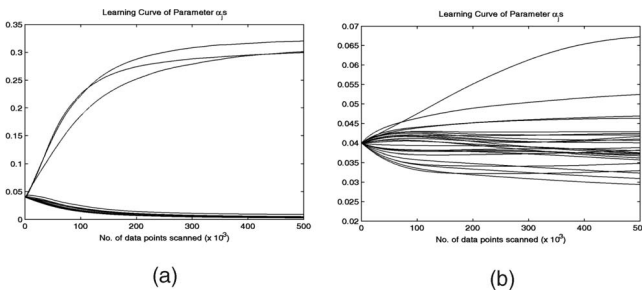 Learning Curve of Parameter αjs
0.35
0.3
0.25
0.2
0.15
0.1
0.05
0
0 100 200 300 400 500
No. of data points scanned (x 10³)
(a)
Learning Curve of Parameter αjs
0.07
0.065
0.06
0.055
0.05
0.045
0.04
0.035
0.03
0.025
0.02
0 100 200 300 400 500
No. of data points scanned (x 10³)
(b)